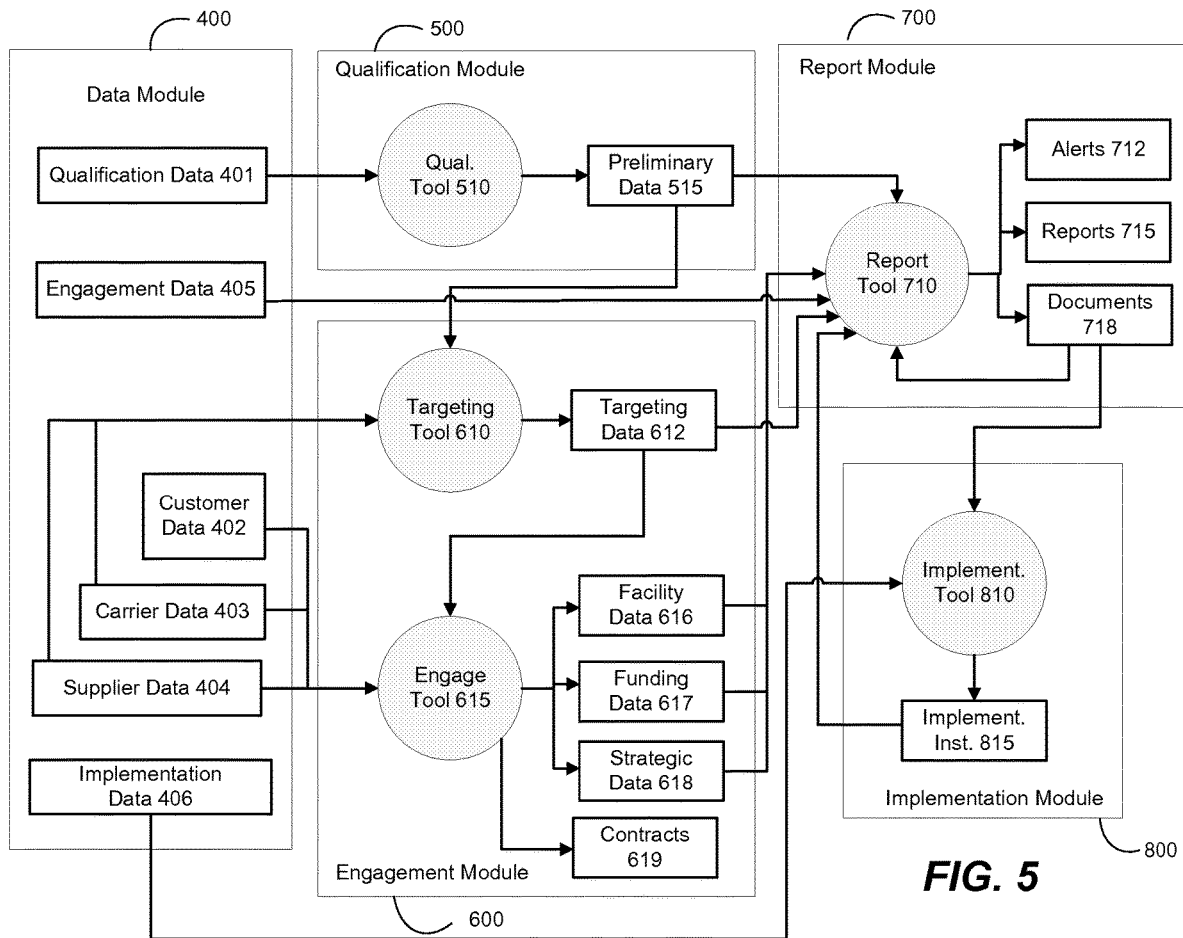 400
500
700
Data Module
Qualification Module
Report Module
Qualification Data 401
Qual.
Tool 510
Preliminary
Data 515
Alerts 712
Reports 715
Report
Tool 710
Engagement Data 405
Documents
718
Targeting
Tool 610
Targeting
Data 612
Customer
Data 402
Carrier Data 403
Supplier Data 404
Implementation
Data 406
Engage
Tool 615
Facility
Data 616
Funding
Data 617
Strategic
Data 618
Contracts
619
Engagement Module
600
Implement.
Tool 810
Implement.
Inst. 815
Implementation Module
800
FIG. 5